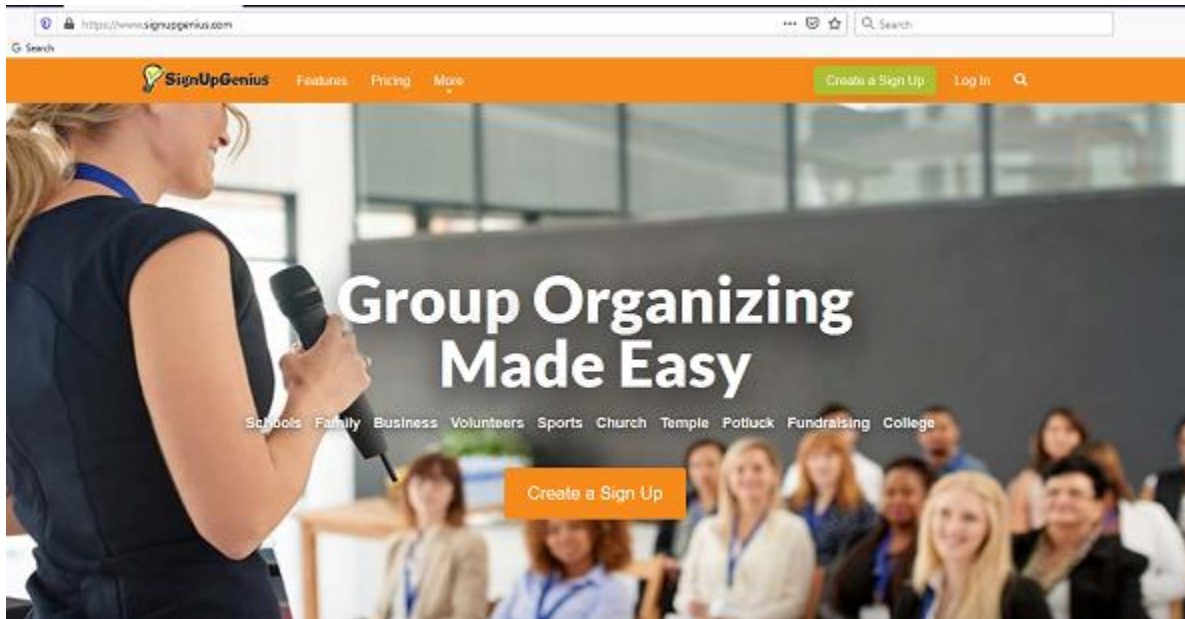 https://www.signupgenius.com
Search
G Search
SignUpGenius Features Pricing More Create a Sign Up Log In
Group Organizing
Made Easy
Schools Family Business Volunteers Sports Church Temple Potluck Fundraising College
Create a Sign Up